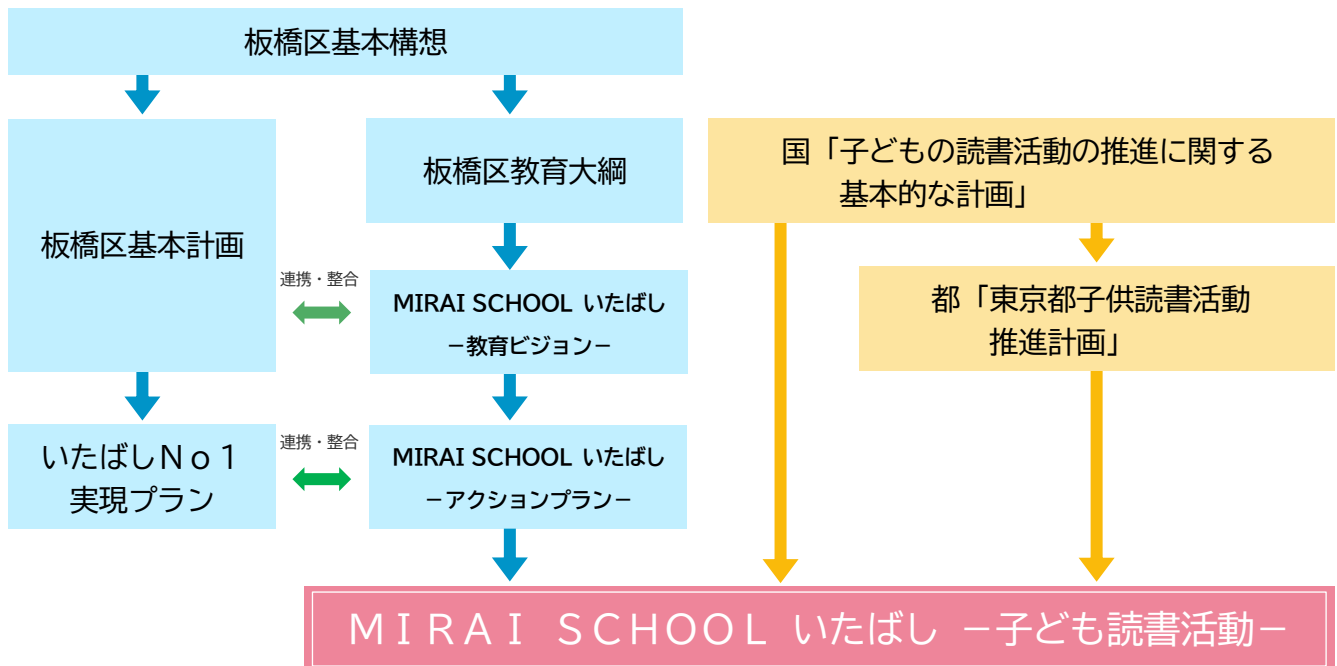 板橋区基本構想
板橋区基本計画
板橋区教育大綱
国「子どもの読書活動の推進に関する
基本的な計画」
連携・整合
MIRAI SCHOOL いたばし
－教育ビジョン－
都「東京都子供読書活動
推進計画」
いたばしＮｏ１
実現プラン
連携・整合
MIRAI SCHOOL いたばし
－アクションプラン－
ＭＩＲＡＩ　ＳＣＨＯＯＬ　いたばし　－子ども読書活動－